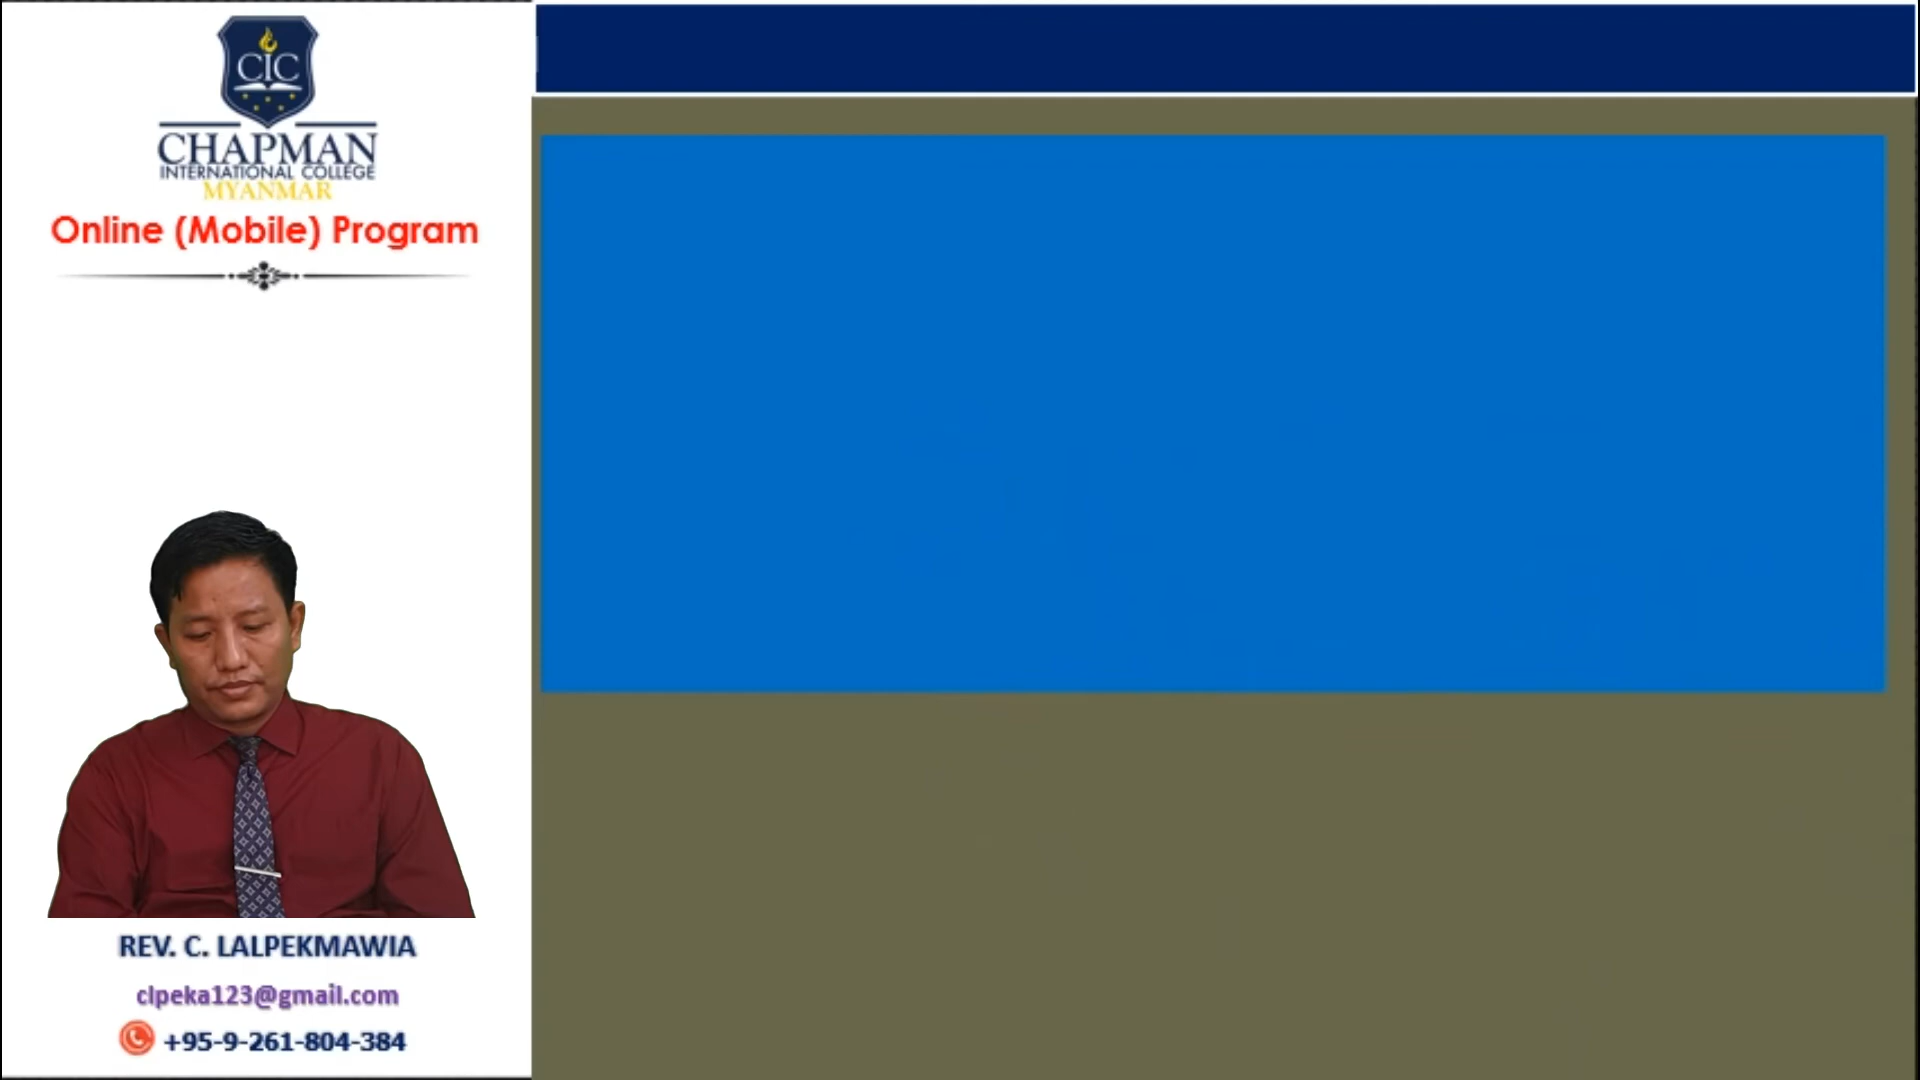 CIC
CHAPMAN
INTERNATIONAL COLLEGE
MYANMAR
Online (Mobile) Program
REV. C. LALPEKMAWIA
clpeka123@gmail.com
+95-9-261-804-384